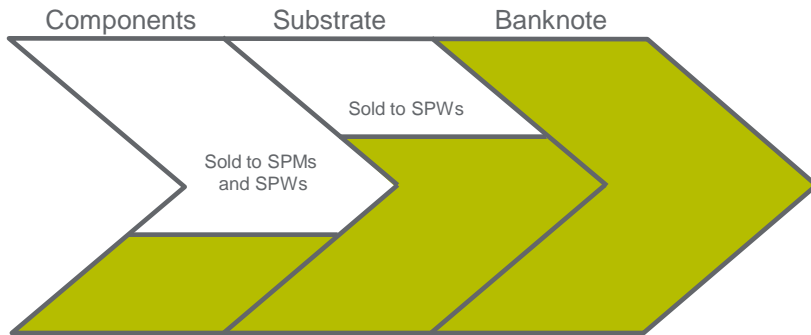 Components
Substrate
Banknote
Sold to SPWs
Sold to SPMs
and SPWs